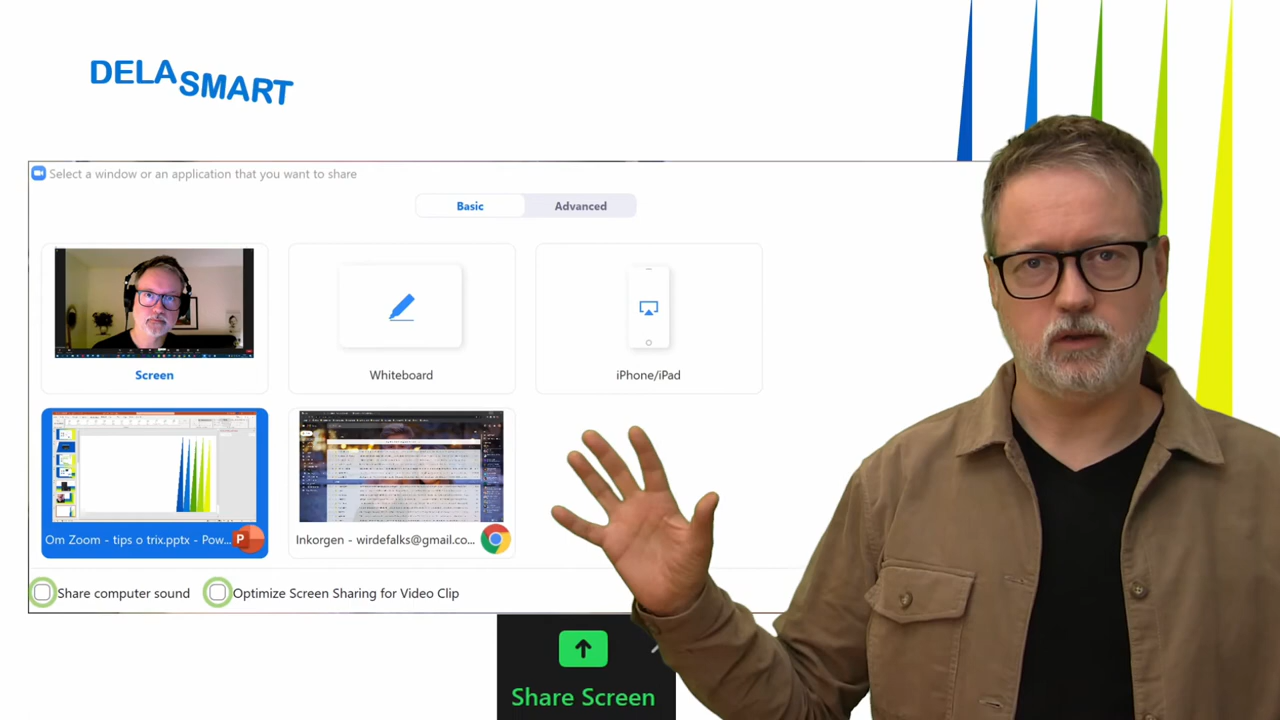 DELA
SMART
Select a window or an application that you want to share
Basic
Advanced
Screen
Whiteboard
iPhone/iPad
Om Zoom - tips o trix.pptx - Pow...
P
Inkorgen - wirdefalks@gmail.co...
Share computer sound
Optimize Screen Sharing for Video Clip
Share Screen